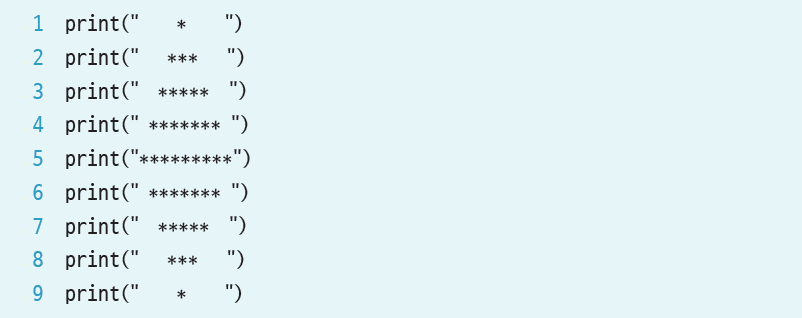 1 print("    *    ")
2 print("   ***   ")
3 print("  *****  ")
4 print(" ******* ")
5 print("*********")
6 print(" ******* ")
7 print("  *****  ")
8 print("   ***   ")
9 print("    *    ")